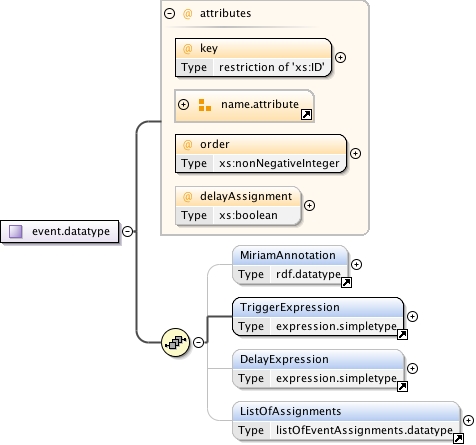 @ attributes
@ key
Type restriction of 'xs:ID'
name.attribute
@ order
Type xs:nonNegativeInteger
@ delayAssignment
Type xs:boolean
event.datatype
MiriamAnnotation
Type rdf.datatype
TriggerExpression
Type expression.simpletype
DelayExpression
Type expression.simpletype
ListOfAssignments
Type listOfEventAssignments.datatype